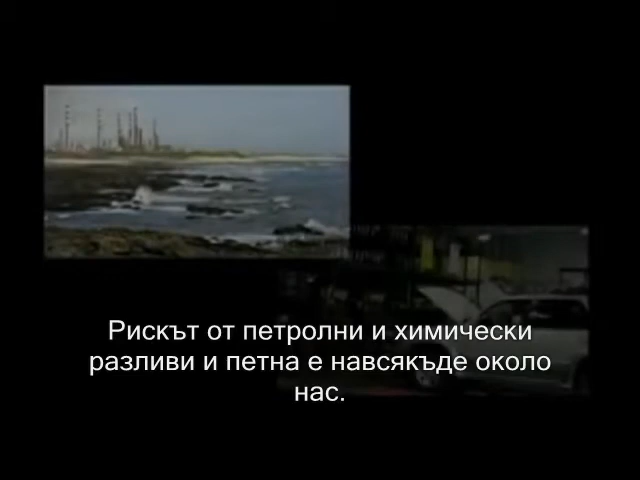 Рискът от петролни и химически
разливи и петна е навсякъде около
нас.